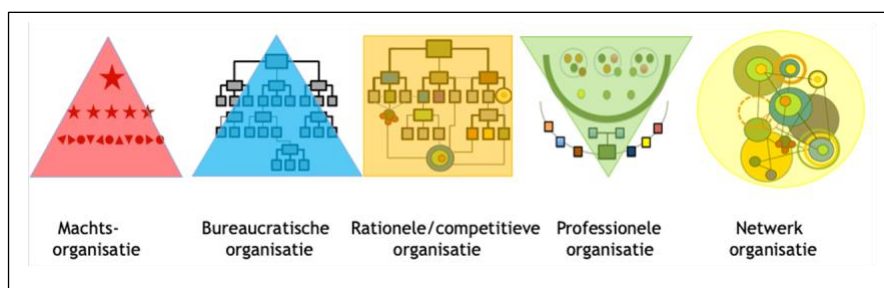 Machts-
organisatie
Bureaucratische
organisatie
Rationele/competitieve
organisatie
Professionele
organisatie
Netwerk
organisatie